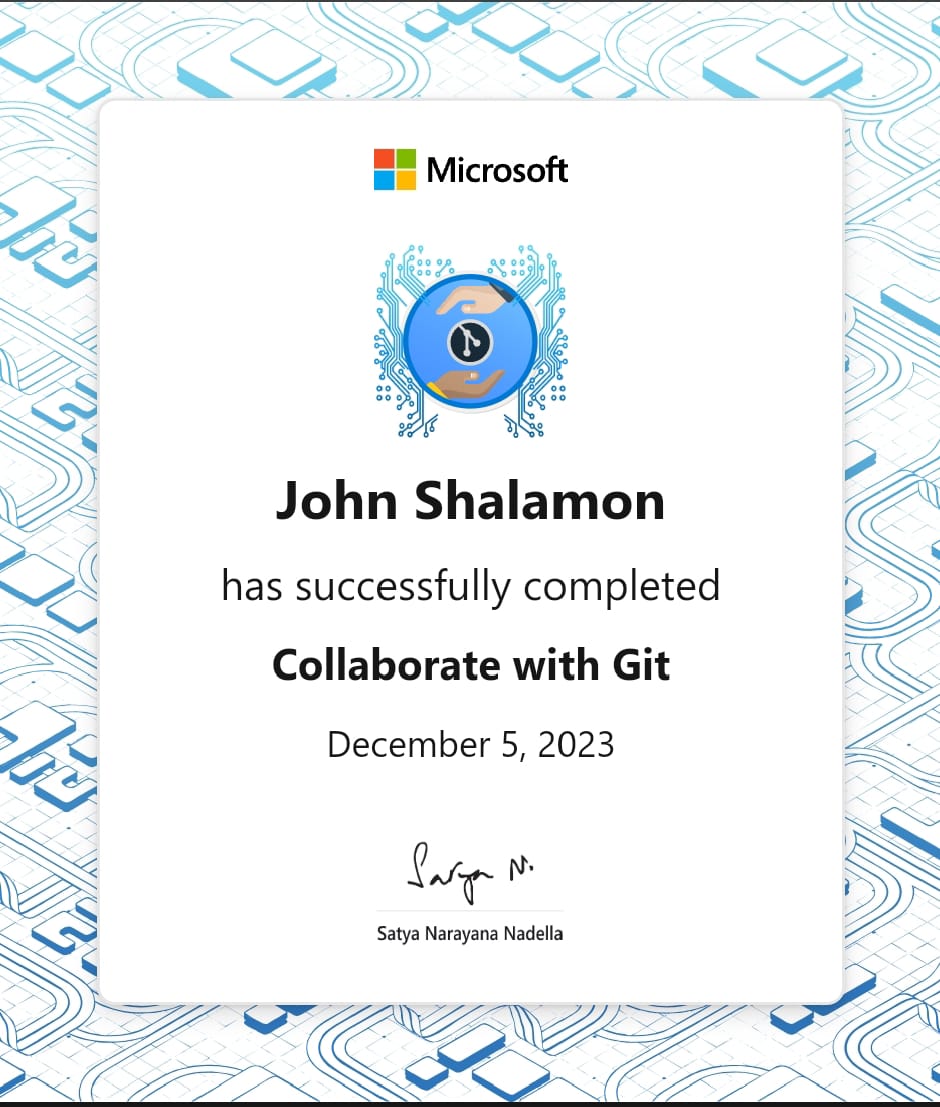 Microsoft
John Shalamon
has successfully completed
Collaborate with Git
December 5, 2023
Satya N.
Satya Narayana Nadella